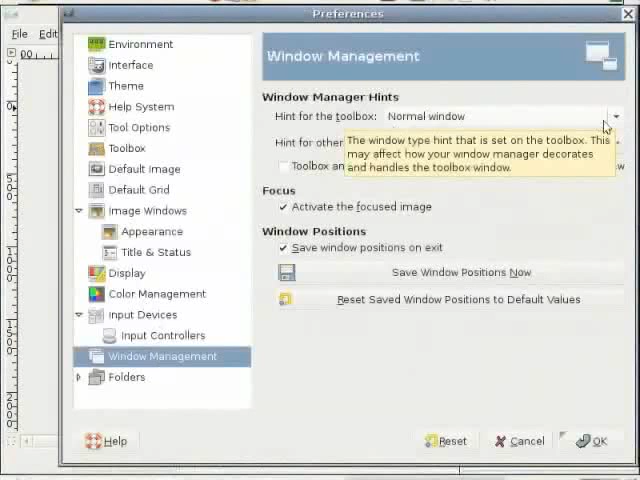 Preferences
File Edit
Environment
Interface
Theme
Help System
Tool Options
Toolbox
Default Image
Default Grid
Image Windows
Appearance
Title & Status
Display
Color Management
Input Devices
Input Controllers
Window Management
Folders
Window Management
Window Manager Hints
Hint for the toolbox: Normal window
Hint for other
The window type hint that is set on the toolbox. This
may affect how your window manager decorates
and handles the toolbox window.
Toolbox an
Focus
Activate the focused image
Window Positions
Save window positions on exit
Save Window Positions Now
Reset Saved Window Positions to Default Values
Help
Reset
Cancel
OK